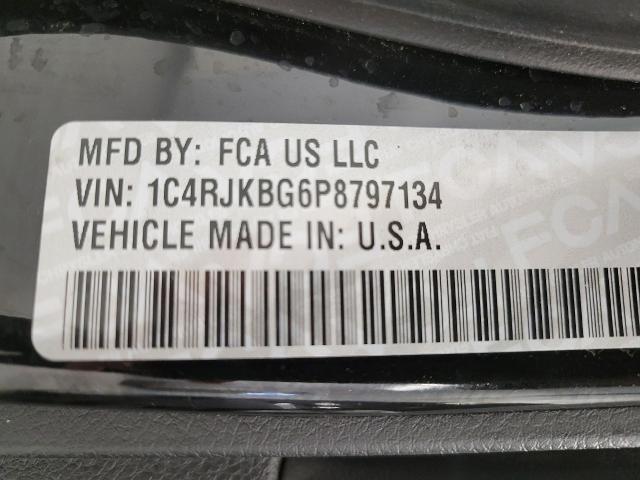 MFD BY: FCA US LLC
VIN: 1C4RJKBG6P8797134
VEHICLE MADE IN: U.S.A.